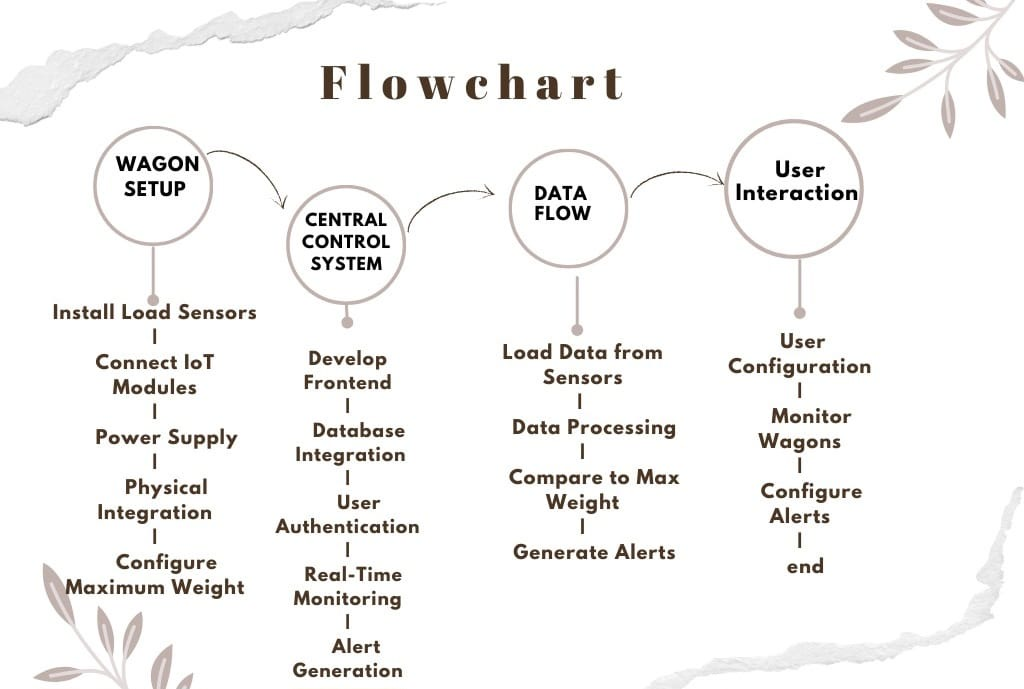 Flowchart
WAGON
SETUP
Install Load Sensors
Connect IoT
Modules
Power Supply
Physical
Integration
Configure
Maximum Weight
CENTRAL
CONTROL
SYSTEM
Develop
Frontend
Database
Integration
User
Authentication
Real-Time
Monitoring
Alert
Generation
DATA
FLOW
Load Data from
Sensors
Data Processing
Compare to Max
Weight
Generate Alerts
User
Interaction
User
Configuration
Monitor
Wagons
Configure
Alerts
end